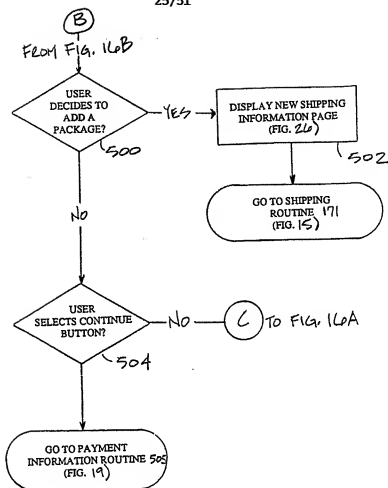 25/51
B
FROM FIG. 16B
USER
DECIDES TO
ADD A
PACKAGE?
500
YES
DISPLAY NEW SHIPPING
INFORMATION PAGE
(FIG. 26)
502
GO TO SHIPPING
ROUTINE 171
(FIG. 15)
NO
USER
SELECTS CONTINUE
BUTTON?
504
NO
C
TO FIG. 16A
GO TO PAYMENT
INFORMATION ROUTINE 505
(FIG. 19)